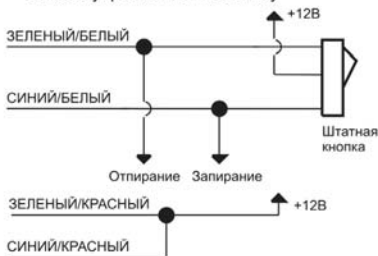 +12В
ЗЕЛЕНЫЙ/БЕЛЫЙ
СИНИЙ/БЕЛЫЙ
Штатная
кнопка
Отпирание Запирание
ЗЕЛЕНЫЙ/КРАСНЫЙ
+12В
СИНИЙ/КРАСНЫЙ